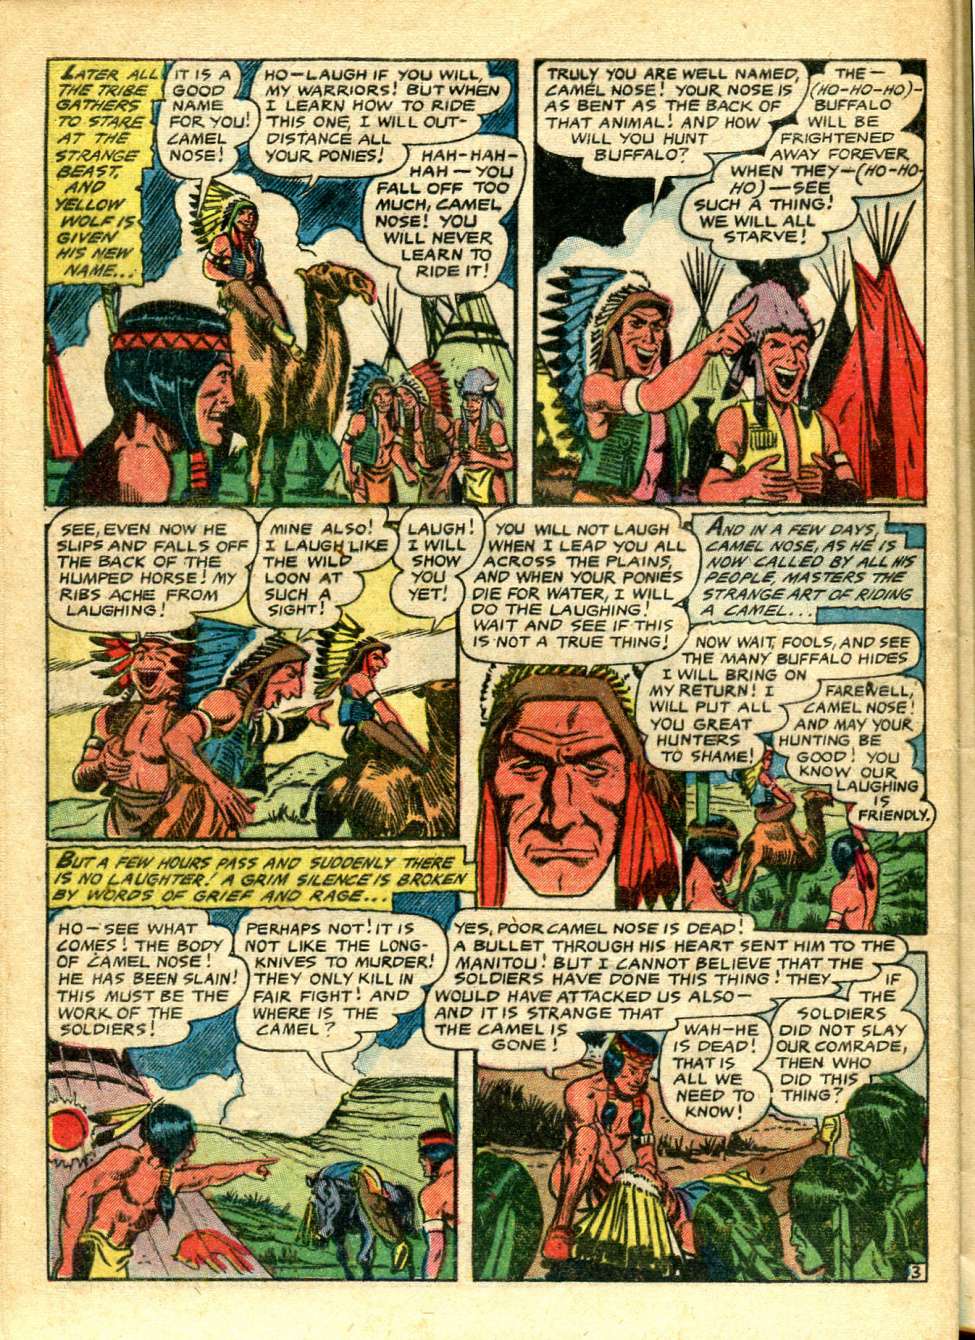 LATER ALL
THE TRIBE
GATHERS
TO STARE
AT THE
STRANGE
BEAST,
AND
YELLOW
WOLF IS
GIVEN
HIS NEW
NAME...
IT IS A
GOOD
NAME
FOR YOU!
CAMEL
NOSE!
HO—LAUGH IF YOU WILL,
MY WARRIORS! BUT WHEN
I LEARN HOW TO RIDE
THIS ONE, I WILL OUT-
DISTANCE ALL
YOUR PONIES!
HAH-HAH-
HAH—YOU
FALL OFF TOO
MUCH, CAMEL
NOSE! YOU
WILL NEVER
LEARN TO
RIDE IT!
TRULY YOU ARE WELL NAMED,
CAMEL NOSE! YOUR NOSE IS
AS BENT AS THE BACK OF
THAT ANIMAL! AND HOW
WILL YOU HUNT
BUFFALO?
THE—
(HO-HO-HO)-
BUFFALO
WILL BE
FRIGHTENED
AWAY FOREVER
WHEN THEY—(HO-HO-
HO)—SEE
SUCH A THING!
WE WILL ALL
STARVE!
SEE, EVEN NOW HE
SLIPS AND FALLS OFF
THE BACK OF THE
HUMPED HORSE! MY
RIBS ACHE FROM
LAUGHING!
MINE ALSO!
I LAUGH LIKE
THE WILD
LOON AT
SUCH A
SIGHT!
LAUGH!
I WILL
SHOW
YOU
YET!
YOU WILL NOT LAUGH
WHEN I LEAD YOU ALL
ACROSS THE PLAINS,
AND WHEN YOUR PONIES
DIE FOR WATER, I WILL
DO THE LAUGHING!
WAIT AND SEE IF THIS
IS NOT A TRUE THING!
AND IN A FEW DAYS,
CAMEL NOSE, AS HE IS
NOW CALLED BY ALL HIS
PEOPLE, MASTERS THE
STRANGE ART OF RIDING
A CAMEL...
NOW WAIT, FOOLS, AND SEE
THE MANY BUFFALO HIDES
I WILL BRING ON
MY RETURN! I
WILL PUT ALL
YOU GREAT
HUNTERS
TO SHAME!
FAREWELL,
CAMEL NOSE!
AND MAY YOUR
HUNTING BE
GOOD! YOU
KNOW OUR
LAUGHING
IS
FRIENDLY.
BUT A FEW HOURS PASS AND SUDDENLY THERE
IS NO LAUGHTER! A GRIM SILENCE IS BROKEN
BY WORDS OF GRIEF AND RAGE...
HO—SEE WHAT
COMES! THE BODY
OF CAMEL NOSE!
HE HAS BEEN SLAIN!
THIS MUST BE THE
WORK OF THE
SOLDIERS!
PERHAPS NOT! IT IS
NOT LIKE THE LONG-
KNIVES TO MURDER!
THEY ONLY KILL IN
FAIR FIGHT! AND
WHERE IS THE
CAMEL?
YES, POOR CAMEL NOSE IS DEAD!
A BULLET THROUGH HIS HEART SENT HIM TO THE
MANITOU! BUT I CANNOT BELIEVE THAT THE
SOLDIERS HAVE DONE THIS THING! THEY
WOULD HAVE ATTACKED US ALSO—
AND IT IS STRANGE THAT
THE CAMEL IS
GONE!
WAH—HE
IS DEAD!
THAT IS
ALL WE
NEED TO
KNOW!
IF
THE
SOLDIERS
DID NOT SLAY
OUR COMRADE,
THEN WHO
DID THIS
THING?
3